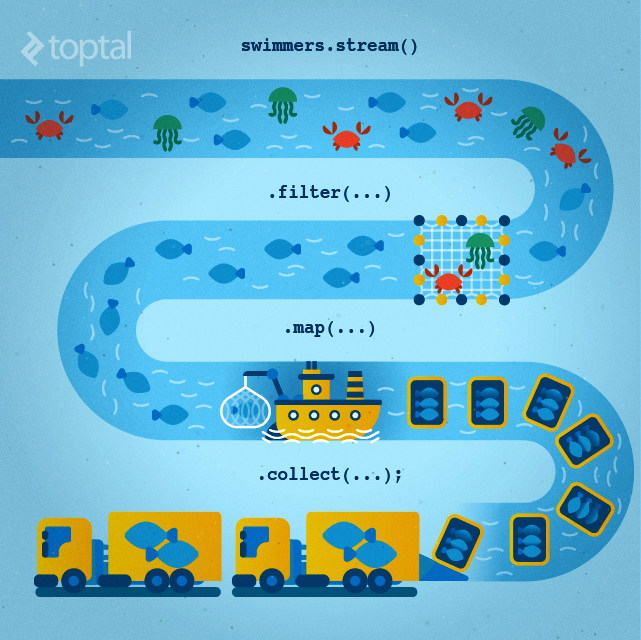 toptal
swimmers.stream()
.filter(...)
.map(...)
.collect(...);